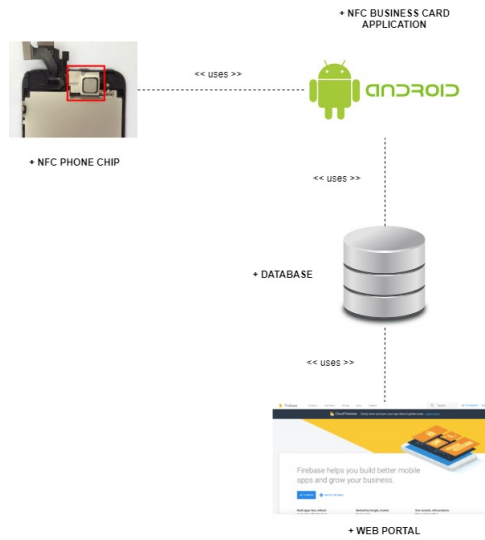 + NFC BUSINESS CARD
APPLICATION
<< uses >>
ANDROID
+ NFC PHONE CHIP
<< uses >>
+ DATABASE
<< uses >>
Firebase
Firebase helps you build better mobile
apps and grow your business.
+ WEB PORTAL